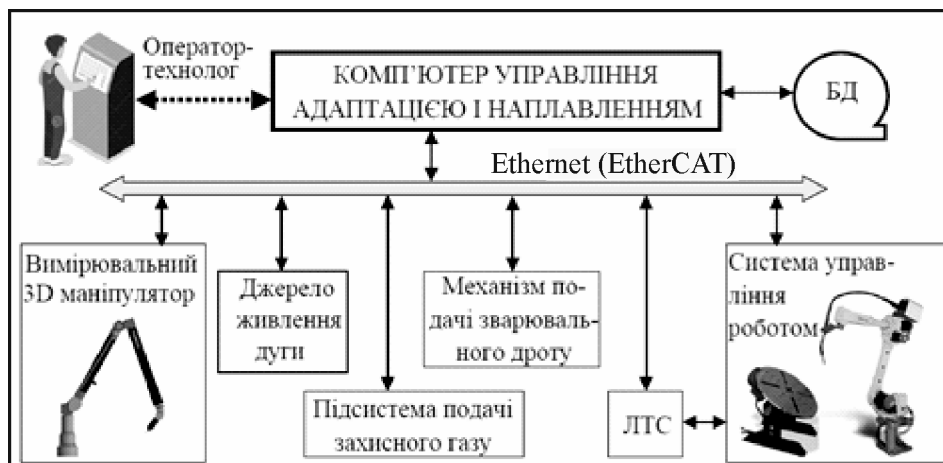 Оператор-
технолог
КОМП’ЮТЕР УПРАВЛІННЯ
АДАПТАЦІЄЮ І НАПЛАВЛЕННЯМ
БД
Ethernet (EtherCAT)
Вимірювальний
3D маніпулятор
Джерело
живлення
дуги
Підсистема подачі
захисного газу
Механізм по-
дачі зварюваль-
ного дроту
ЛТС
Система управ-
ління
роботом